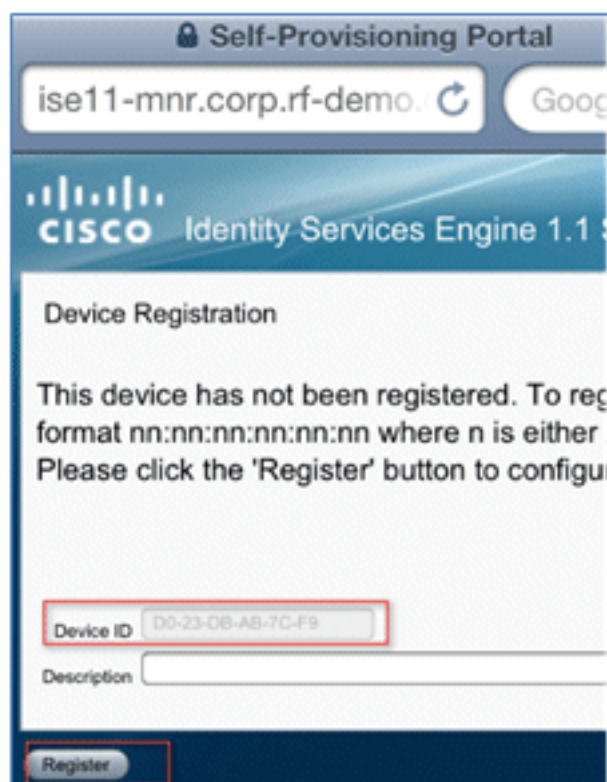 Self-Provisioning Portal
ise11-mnr.corp.rf-demo.
Goog
CISCO
Identity Services Engine 1.1
Device Registration
This device has not been registered. To reg
format nn:nn:nn:nn:nn:nn where n is either
Please click the 'Register' button to configu
Device ID D0-23-DB-AB-7C-F9
Description
Register